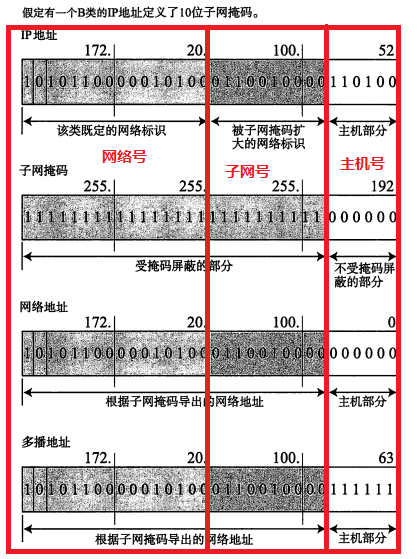 假定有一个B类的IP地址定义了10位子网掩码。
IP地址
172. 20. 100. 52
10101100000101000110010000110100
该类既定的网络标识 被子网掩码扩大的网络标识 主机部分
网络号 子网号 主机号
子网掩码
255. 255. 255. 192
11111111111111111111111111000000
受掩码屏蔽的部分 不受掩码屏蔽的部分
网络地址
172. 20. 100. 0
10101100000101000110010000000000
根据子网掩码导出的网络地址 主机部分
多播地址
172. 20. 100. 63
10101100000101000110010000111111
根据子网掩码导出的网络地址 主机部分